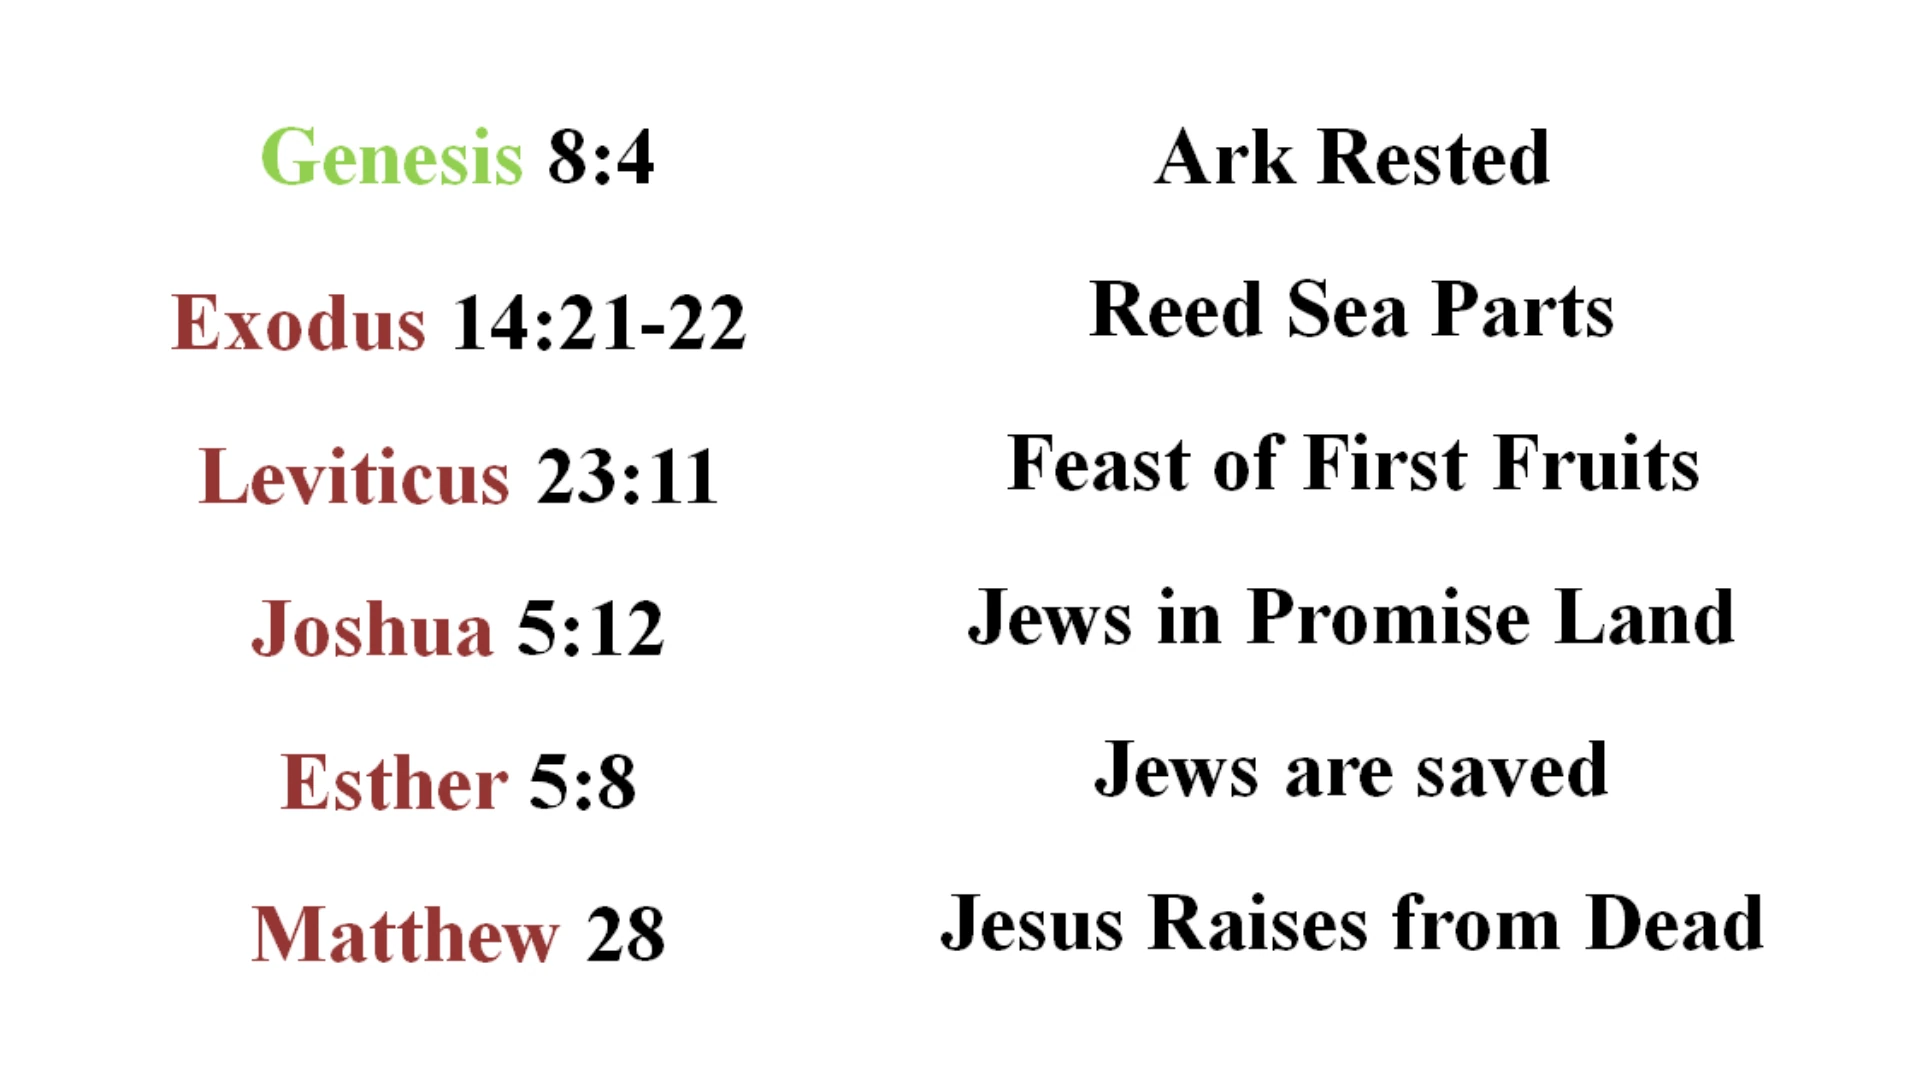 Genesis 8:4 Ark Rested
Exodus 14:21-22 Reed Sea Parts
Leviticus 23:11 Feast of First Fruits
Joshua 5:12 Jews in Promise Land
Esther 5:8 Jews are saved
Matthew 28 Jesus Raises from Dead